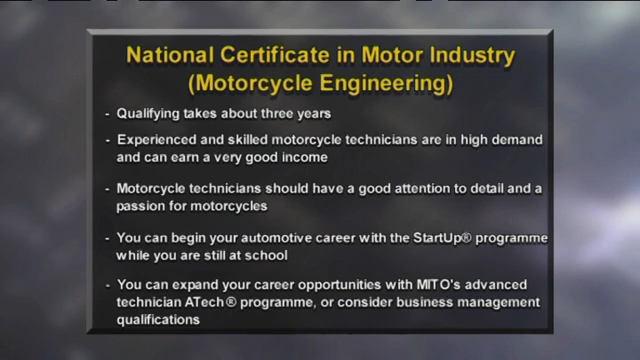 National Certificate in Motor Industry
(Motorcycle Engineering)
- Qualifying takes about three years
- Experienced and skilled motorcycle technicians are in high demand
and can earn a very good income
- Motorcycle technicians should have a good attention to detail and a
passion for motorcycles
- You can begin your automotive career with the StartUp® programme
while you are still at school
- You can expand your career opportunities with MITO's advanced
technician ATech® programme, or consider business management
qualifications